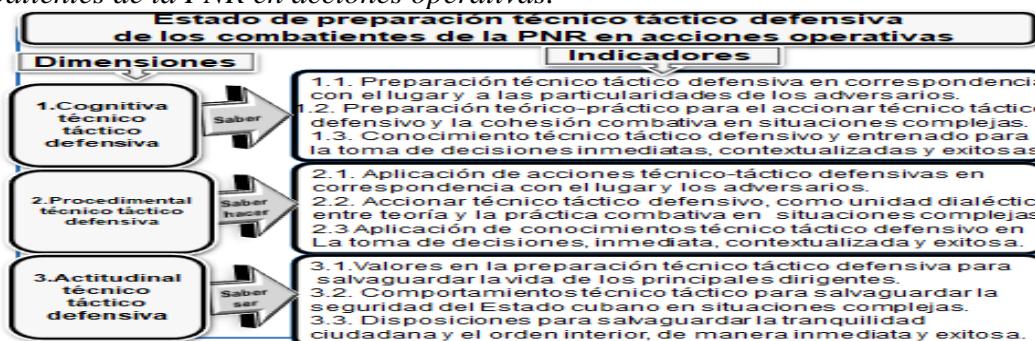 combatientes de la PNR en acciones operativas.
Estado de preparación técnico táctico defensiva
de los combatientes de la PNR en acciones operativas
Dimensiones
Indicadores
1.Cognitiva
técnico
táctico
defensiva
Saber
1.1. Preparación técnico táctico defensiva en correspondencia
con el lugar y a las particularidades de los adversarios.
1.2. Preparación teórico-práctico para el accionar técnico táctico
defensivo y la cohesión combativa en situaciones complejas.
1.3. Conocimiento técnico táctico defensivo y entrenado para
la toma de decisiones inmediatas, contextualizadas y exitosas
2.Procedimental
técnico táctico
defensiva
Saber
hacer
2.1. Aplicación de acciones técnico-táctico defensivas en
correspondencia con el lugar y los adversarios.
2.2. Accionar técnico táctico defensivo, como unidad dialéctic
entre teoría y la práctica combativa en situaciones complejas
2.3 Aplicación de conocimientos técnico táctico defensivo en
La toma de decisiones, inmediata, contextualizada y exitosa.
3.Actitudinal
técnico
táctico
defensiva
Saber
ser
3.1.Valores en la preparación técnico táctico defensiva para
salvaguardar la vida de los principales dirigentes.
3.2. Comportamientos técnico táctico para salvaguardar la
seguridad del Estado cubano en situaciones complejas.
3.3. Disposiciones para salvaguardar la tranquilidad
ciudadana y el orden interior, de manera inmediata y exitosa.